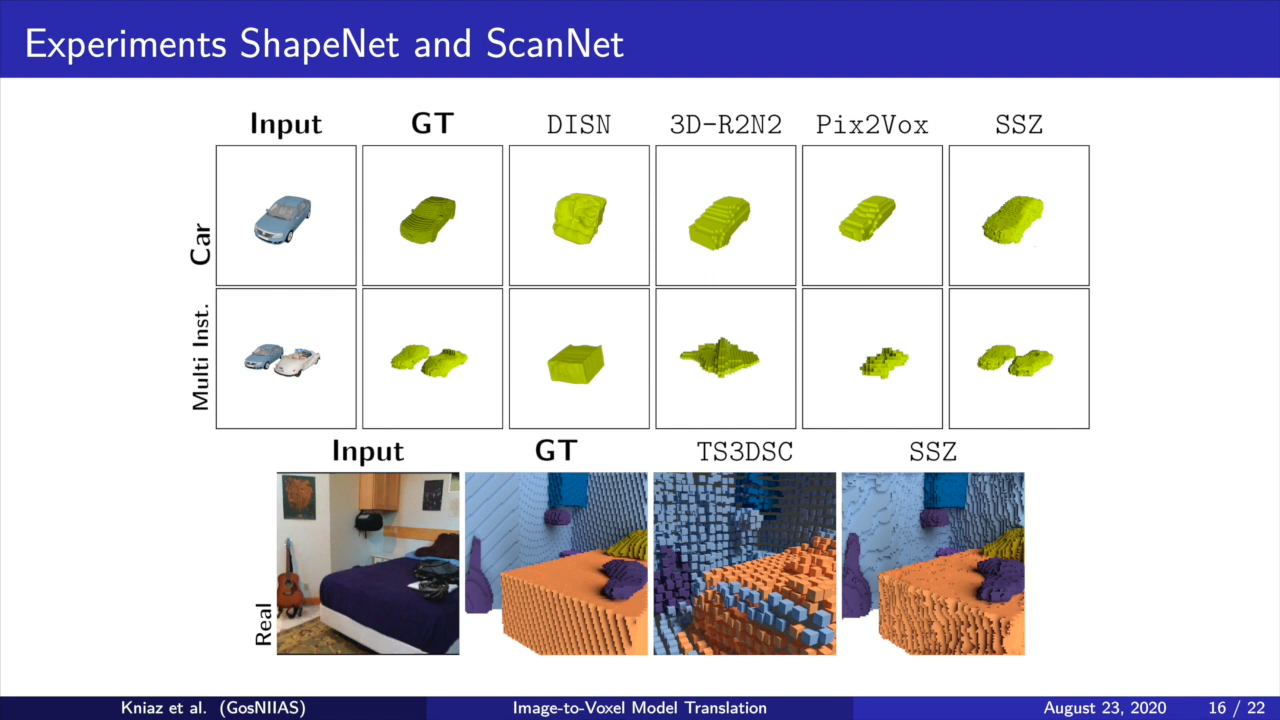 Experiments ShapeNet and ScanNet
Input GT DISN 3D-R2N2 Pix2Vox SSZ
Car
Multi Inst.
Input GT TS3DSC SSZ
Real
Kniaz et al. (GosNIIAS) Image-to-Voxel Model Translation August 23, 2020 16 / 22